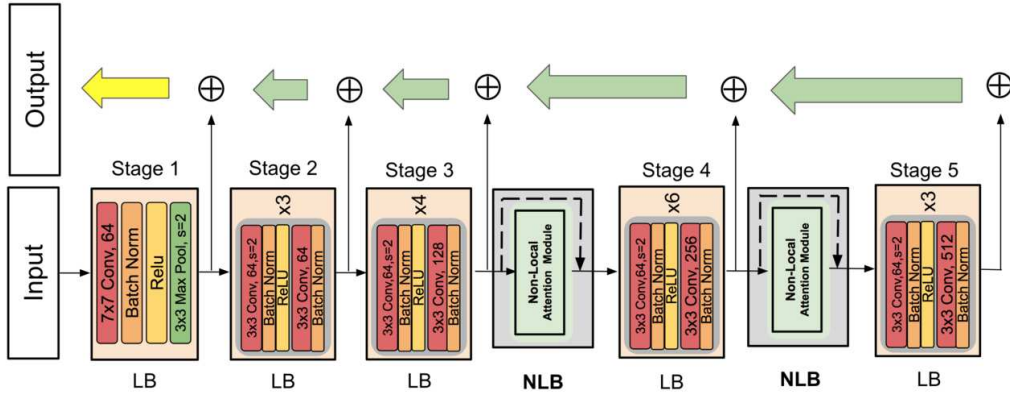 Output
Input
Stage 1
7x7 Conv, 64
Batch Norm
Relu
3x3 Max Pool, s=2
LB
Stage 2
x3
3x3 Conv, 64,s=2
Batch Norm
ReLU
3x3 Conv, 64
Batch Norm
LB
Stage 3
x4
3x3 Conv,64,s=2
Batch Norm
ReLU
3x3 Conv, 128
Batch Norm
LB
Non-Local
Attention Module
NLB
Stage 4
x6
3x3 Conv,64,s=2
Batch Norm
ReLU
3x3 Conv, 256
Batch Norm
LB
Non-Local
Attention Module
NLB
Stage 5
x3
3x3 Conv,64,s=2
Batch Norm
ReLU
3x3 Conv, 512
Batch Norm
LB